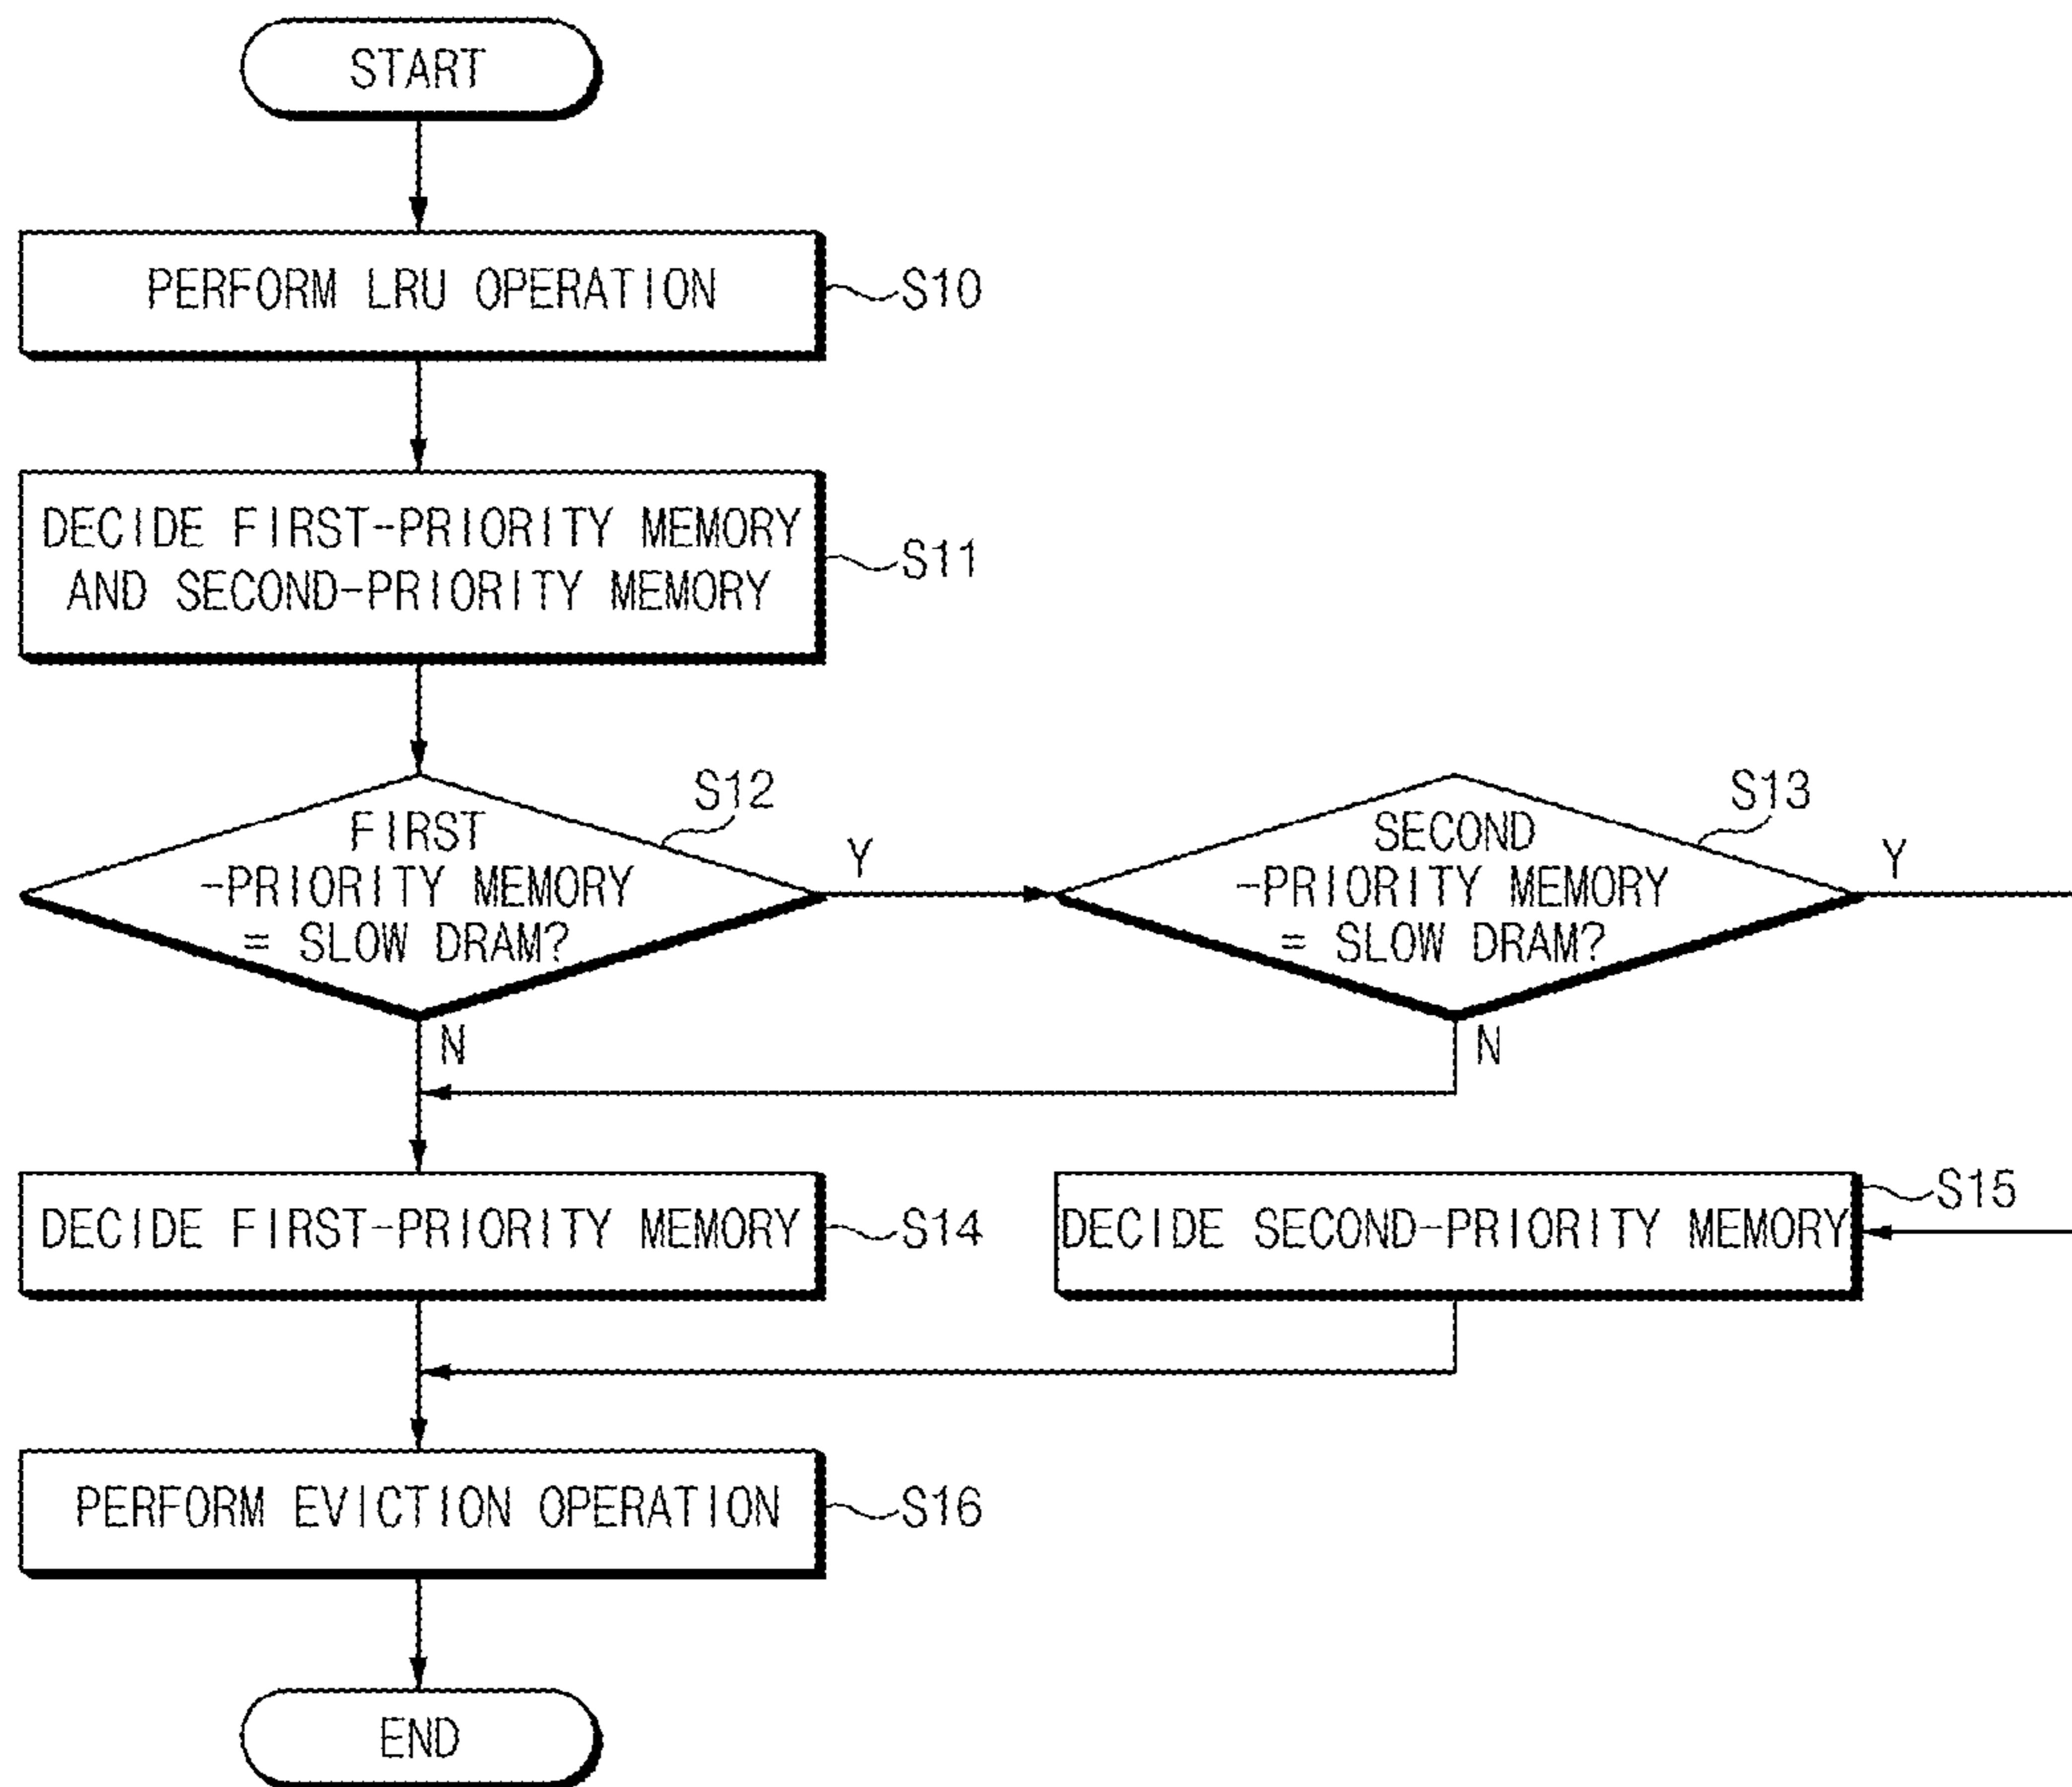 START
PERFORM LRU OPERATION
S10
DECIDE FIRST-PRIORITY MEMORY
AND SECOND-PRIORITY MEMORY
S11
FIRST
-PRIORITY MEMORY
= SLOW DRAM?
S12
Y
N
SECOND
-PRIORITY MEMORY
= SLOW DRAM?
S13
Y
N
DECIDE FIRST-PRIORITY MEMORY
S14
DECIDE SECOND-PRIORITY MEMORY
S15
PERFORM EVICTION OPERATION
S16
END